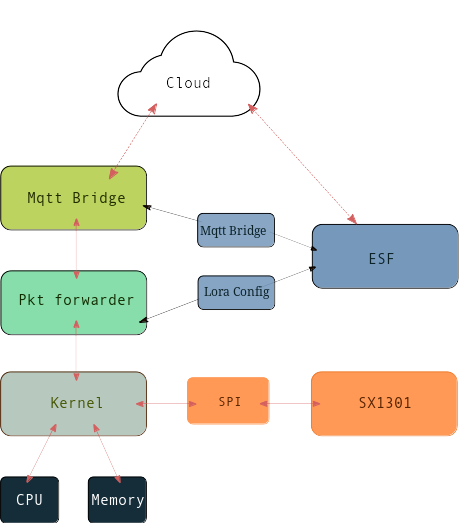 Cloud
Mqtt Bridge
Mqtt Bridge
ESF
Pkt forwarder
Lora Config
Kernel
SPI
SX1301
CPU
Memory